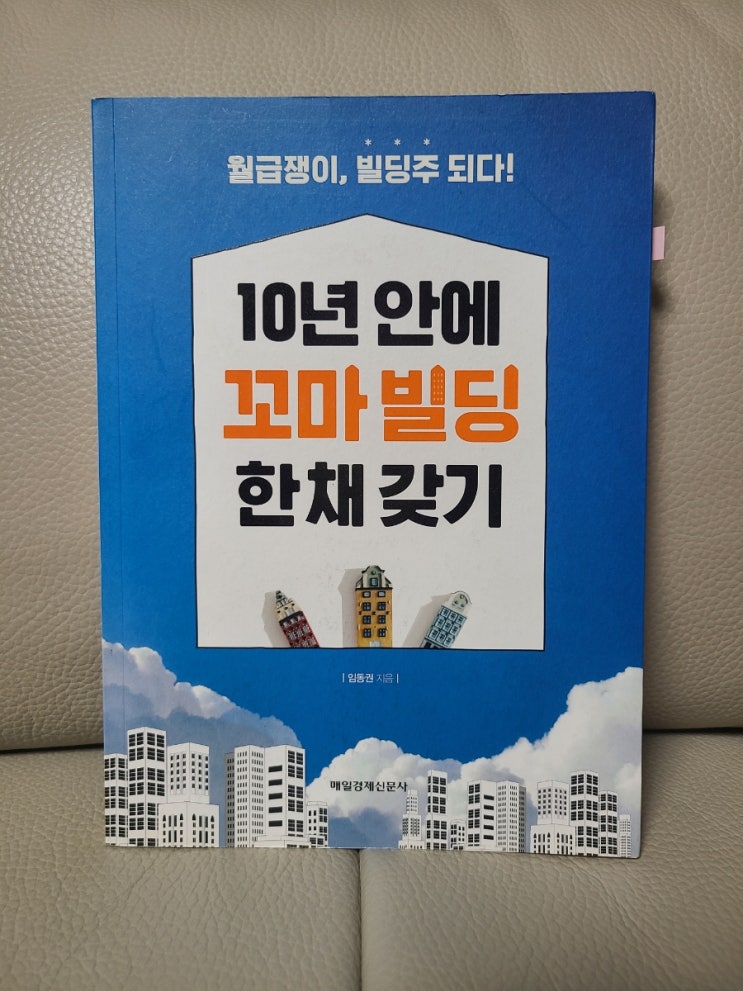 월급쟁이, 빌딩주 되다!
10년 안에
꼬마 빌딩
한 채 갖기
| 임동권 지음 |
매일경제신문사